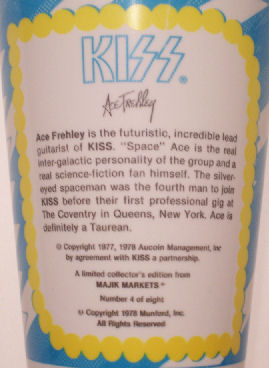 KISS®
Ace Frehley
Ace Frehley is the futuristic, incredible lead
guitarist of KISS. "Space" Ace is the real
inter-galactic personality of the group and a
real science-fiction fan himself. The silver-
eyed spaceman was the fourth man to join
KISS before their first professional gig at
The Coventry in Queens, New York. Ace is
definitely a Taurean.
© Copyright 1977, 1978 Aucoin Management, Inc
by agreement with KISS a partnership.
A limited collector's edition from
MAJIK MARKETS
Number 4 of eight
© Copyright 1978 Munford, Inc.
All Rights Reserved